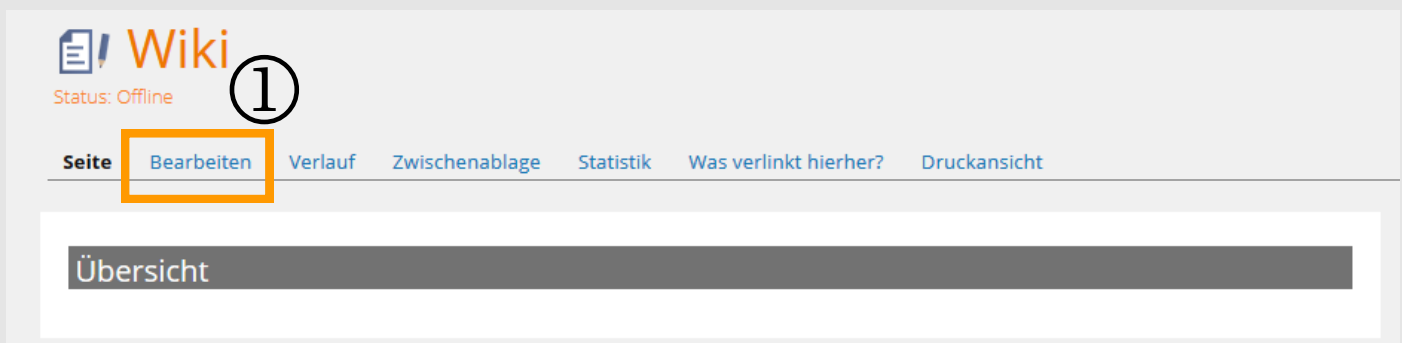 Wiki
①
Status: Offline
Seite Bearbeiten Verlauf Zwischenablage Statistik Was verlinkt hierher? Druckansicht
Übersicht